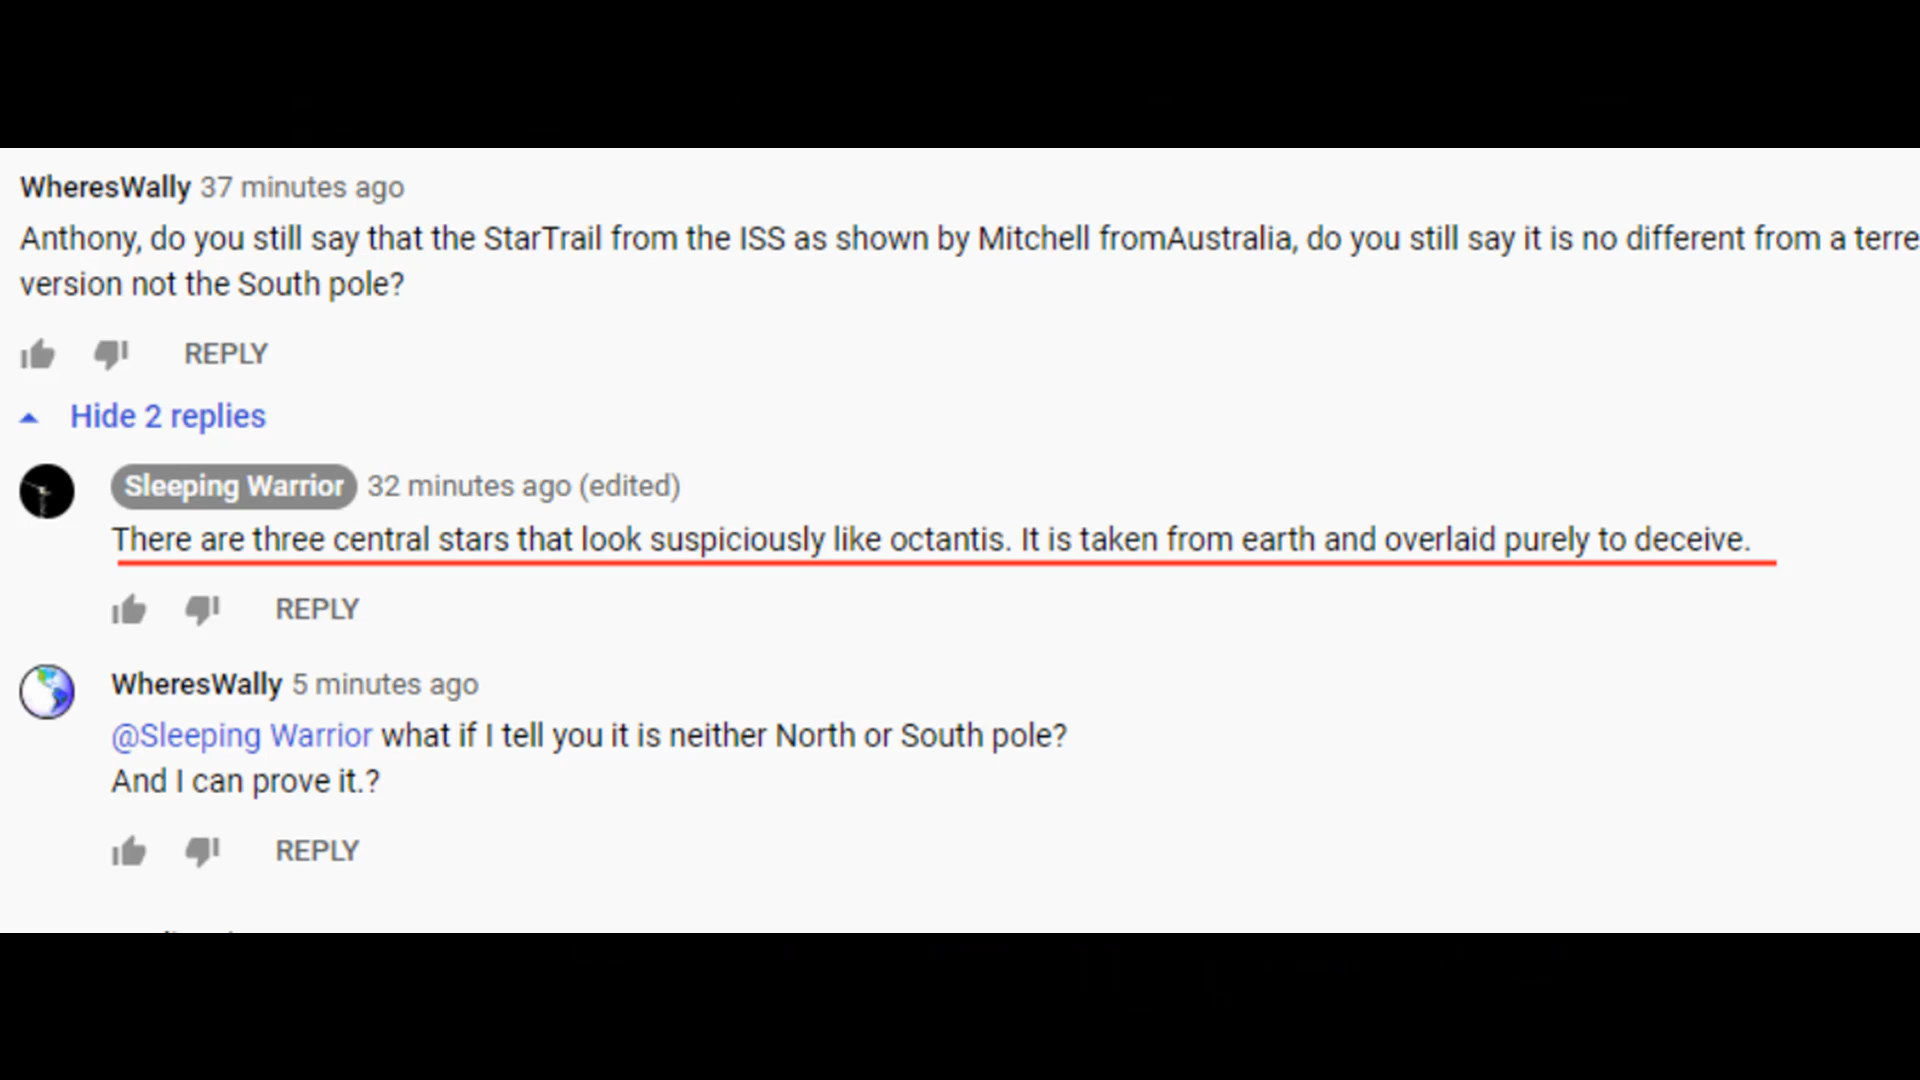 WheresWally 37 minutes ago
Anthony, do you still say that the StarTrail from the ISS as shown by Mitchell fromAustralia, do you still say it is no different from a terre
version not the South pole?
REPLY
Hide 2 replies
Sleeping Warrior 32 minutes ago (edited)
There are three central stars that look suspiciously like octantis. It is taken from earth and overlaid purely to deceive.
REPLY
WheresWally 5 minutes ago
@Sleeping Warrior what if I tell you it is neither North or South pole?
And I can prove it.?
REPLY